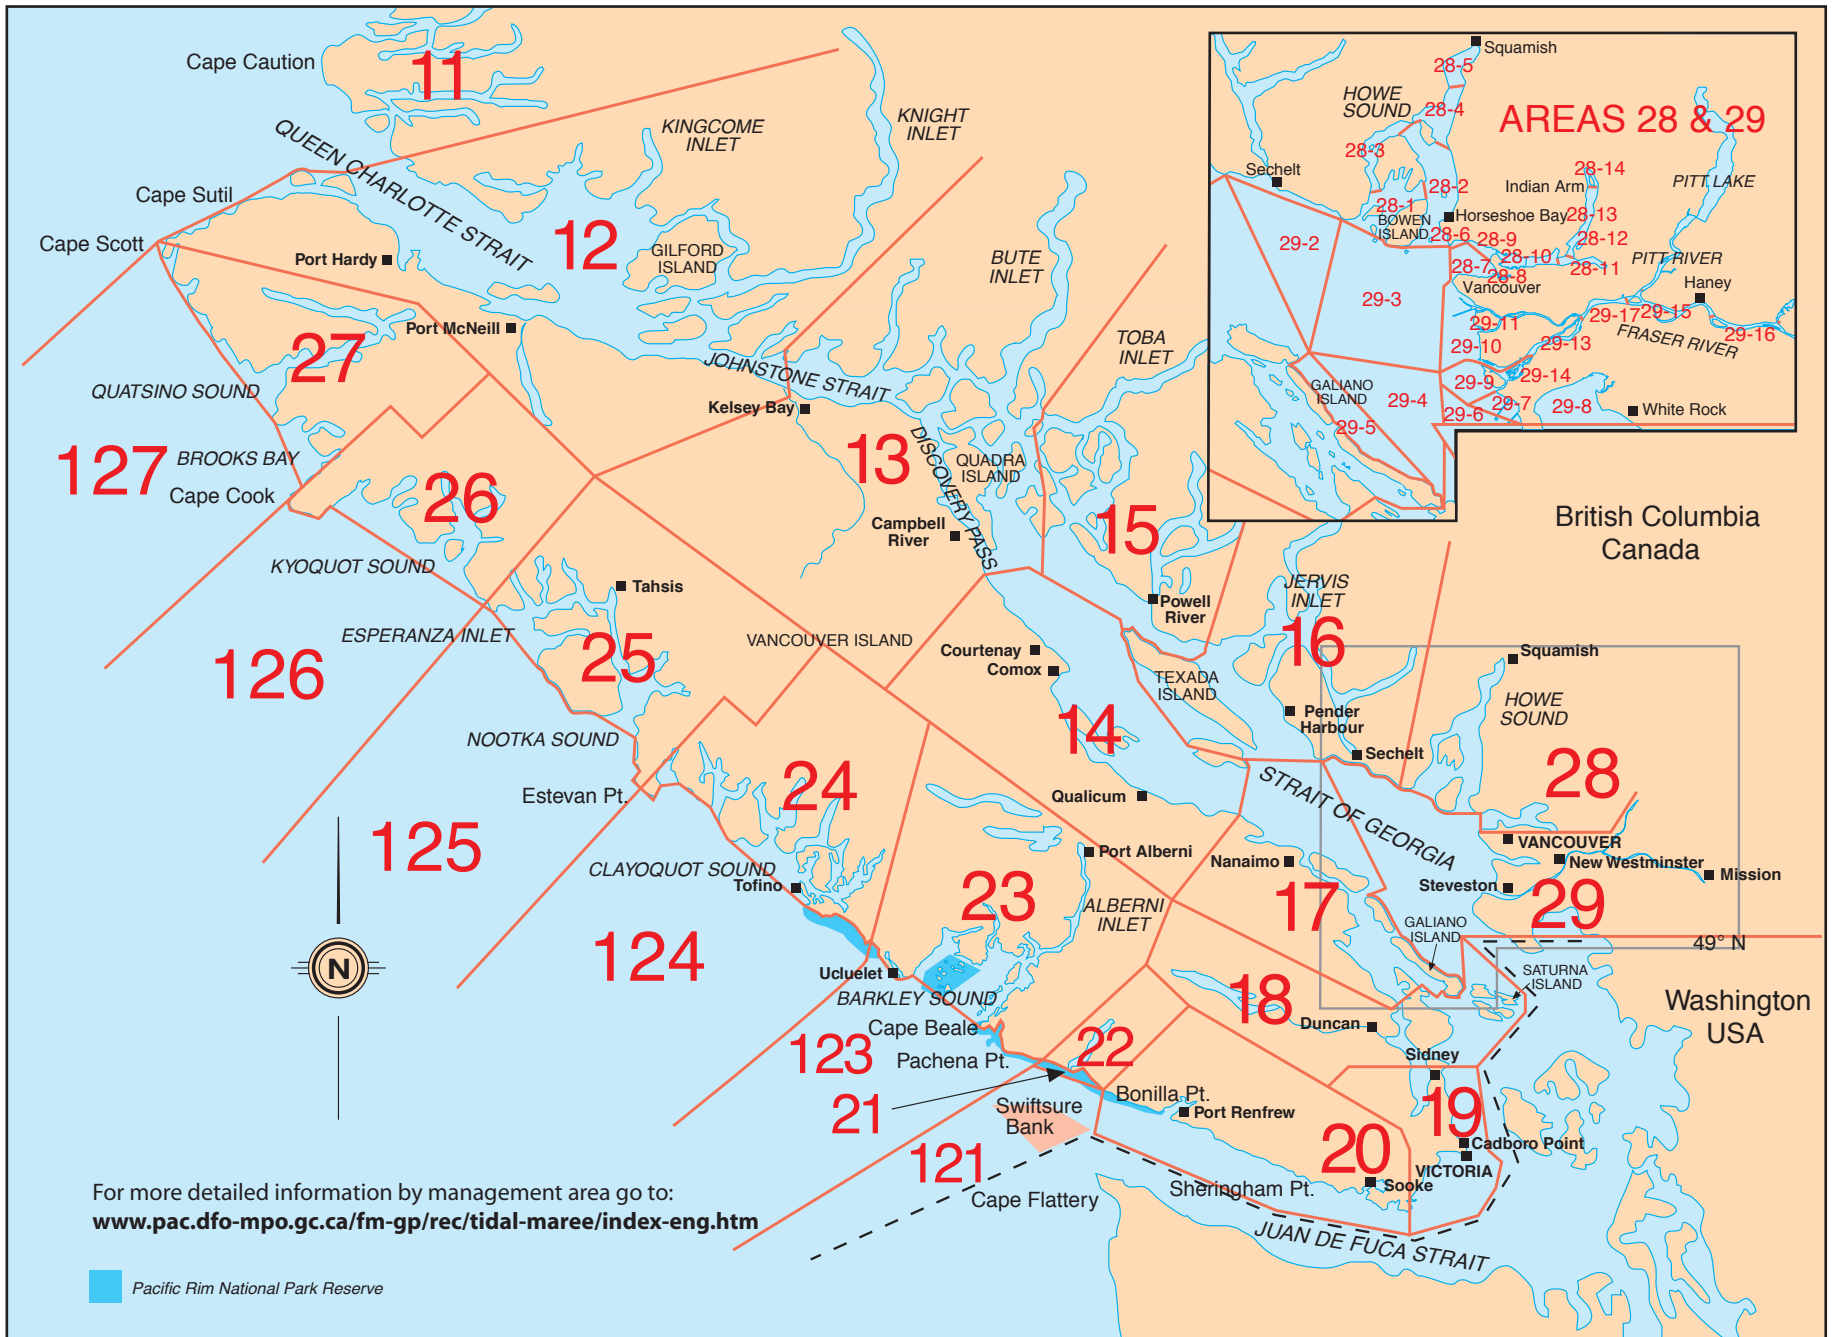 Cape Caution
11
QUEEN CHARLOTTE STRAIT
KINGCOME
INLET
KNIGHT
INLET
Cape Sutil
Cape Scott
Port Hardy
12
GILFORD
ISLAND
BUTE
INLET
Port McNeill
27
TOBA
INLET
JOHNSTONE STRAIT
QUATSINO SOUND
Kelsey Bay
127
BROOKS BAY
Cape Cook
26
13
DISCOVERY PASS
QUADRA
ISLAND
Campbell
River
15
KYOQUOT SOUND
Tahsis
JERVIS
INLET
Powell
River
ESPERANZA INLET
126
25
VANCOUVER ISLAND
Courtenay
Comox
16
TEXADA
ISLAND
Squamish
HOWE
SOUND
Pender
Harbour
NOOTKA SOUND
14
Sechelt
28
Estevan Pt.
24
Qualicum
STRAIT OF GEORGIA
125
CLAYOQUOT SOUND
Tofino
Port Alberni
Nanaimo
VANCOUVER
New Westminster
Mission
Steveston
29
23
ALBERNI
INLET
17
GALIANO
ISLAND
49° N
124
N
Ucluelet
BARKLEY SOUND
SATURNA
ISLAND
Washington
USA
18
Duncan
Cape Beale
Pachena Pt.
123
22
Sidney
21
Swiftsure
Bank
Bonilla Pt.
Port Renfrew
19
20
Cadboro Point
VICTORIA
121
Sooke
Sheringham Pt.
Cape Flattery
JUAN DE FUCA STRAIT
For more detailed information by management area go to:
www.pac.dfo-mpo.gc.ca/fm-gp/rec/tidal-maree/index-eng.htm
Pacific Rim National Park Reserve
British Columbia
Canada
AREAS 28 & 29
Squamish
28-5
HOWE
SOUND
28-4
28-3
Sechelt
28-2
28-1
BOWEN
ISLAND
Indian Arm
28-14
PITT LAKE
Horseshoe Bay
28-13
28-6
28-9
28-12
29-2
28-10
28-7
28-8
28-11
PITT RIVER
Vancouver
Haney
29-3
29-17
29-15
29-11
FRASER RIVER
29-16
29-10
29-13
29-9
29-14
GALIANO
ISLAND
29-4
29-7
29-8
29-6
White Rock
29-5